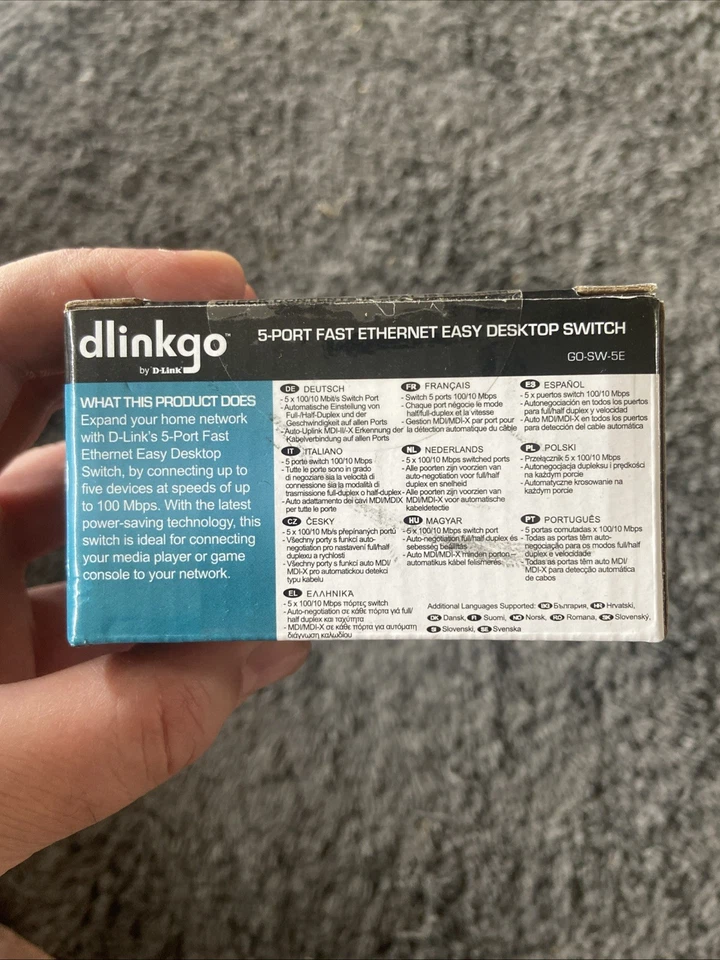 dlinkgo™
by D-Link
5-PORT FAST ETHERNET EASY DESKTOP SWITCH
GO-SW-5E
WHAT THIS PRODUCT DOES
Expand your home network
with D-Link's 5-Port Fast
Ethernet Easy Desktop
Switch, by connecting up to
five devices at speeds of up
to 100 Mbps. With the latest
power-saving technology, this
switch is ideal for connecting
your media player or game
console to your network.
DE DEUTSCH
- 5 x 100/10 Mbit/s Switch Port
- Automatische Einstellung von
Full-/Half-Duplex und der
Geschwindigkeit auf allen Ports
- Auto-Uplink MDI-II/-X Erkennung der
Kabelverbindung auf allen Ports
FR FRANÇAIS
- Switch 5 ports 100/10 Mbps
- Chaque port négocie le mode
half/full-duplex et la vitesse
- Gestion MDI/MDI-X par port pour
la détection automatique du câble
ES ESPAÑOL
- 5 x puertos switch 100/10 Mbps
- Autonegociación en todos los puertos
para full/half duplex y velocidad
- Auto MDI/MDI-X en todos los puertos
para detección del cable automática
IT ITALIANO
- 5 porte switch 100/10 Mbps
- Tutte le porte sono in grado
di negoziare sia la velocità di
connessione sia la modalità di
trasmissione full-duplex o half-duplex
- Auto adattamento dei cavi MDI/MDIX
per tutte le porte
NL NEDERLANDS
- 5 x 100/10 Mbps switched ports
- Alle poorten zijn voorzien van
auto-negotiation voor full/half
duplex en snelheid
- Alle poorten zijn voorzien van
MDI/MDI-X voor automatische
kabeldetectie
PL POLSKI
- Przełącznik 5 x 100/10 Mbps
- Autonegocjacja dupleksu i prędkości
na każdym porcie
- Automatyczne krosowanie na
każdym porcie
CZ ČESKY
- 5 x 100/10 Mb/s přepínaných portů
- Všechny porty s funkcí auto-
negotiation pro nastavení full/half
duplexu a rychlosti
- Všechny porty s funkcí auto MDI/
MDI-X pro automatickou detekci
typu kabelu
HU MAGYAR
- 5 x 100/10 Mbps switch port
- Auto-negotiation full/half duplex és
sebesség beállítás
- Auto MDI/MDI-X minden porton –
automatikus kábel felismerés
PT PORTUGUÊS
- 5 portas comutadas x 100/10 Mbps
- Todas as portas têm auto-
negociação para os modos full/half
duplex e velocidade
- Todas as portas têm auto MDI/
MDI-X para detecção automática
de cabos
EL ΕΛΛΗΝΙΚΑ
- 5 x 100/10 Mbps πόρτες switch
- Auto-negotiation σε κάθε πόρτα γιά full/
half duplex και ταχύτητα
- MDI/MDI-X σε κάθε πόρτα για αυτόματη
διάγνωση καλωδίου
Additional Languages Supported: BG България, HR Hrvatski,
DK Dansk, FI Suomi, NO Norsk, RO Romana, SK Slovenský,
SI Slovenski, SE Svenska